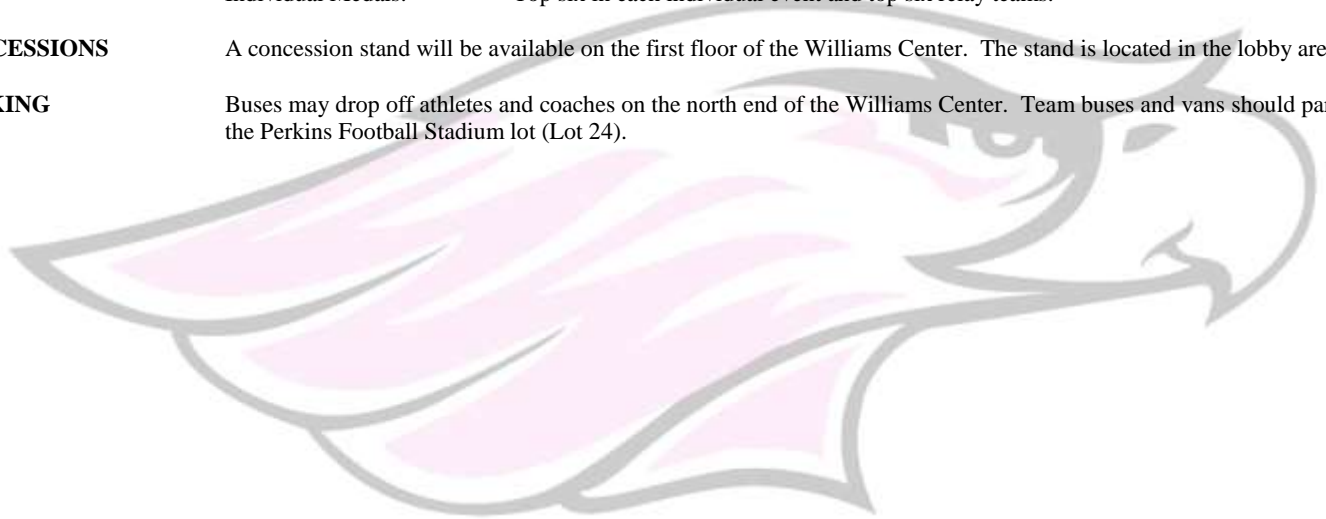 Individual Medals: Top six in each individual event and top six relay teams.
CESSIONS A concession stand will be available on the first floor of the Williams Center. The stand is located in the lobby are
KING Buses may drop off athletes and coaches on the north end of the Williams Center. Team buses and vans should par
the Perkins Football Stadium lot (Lot 24).